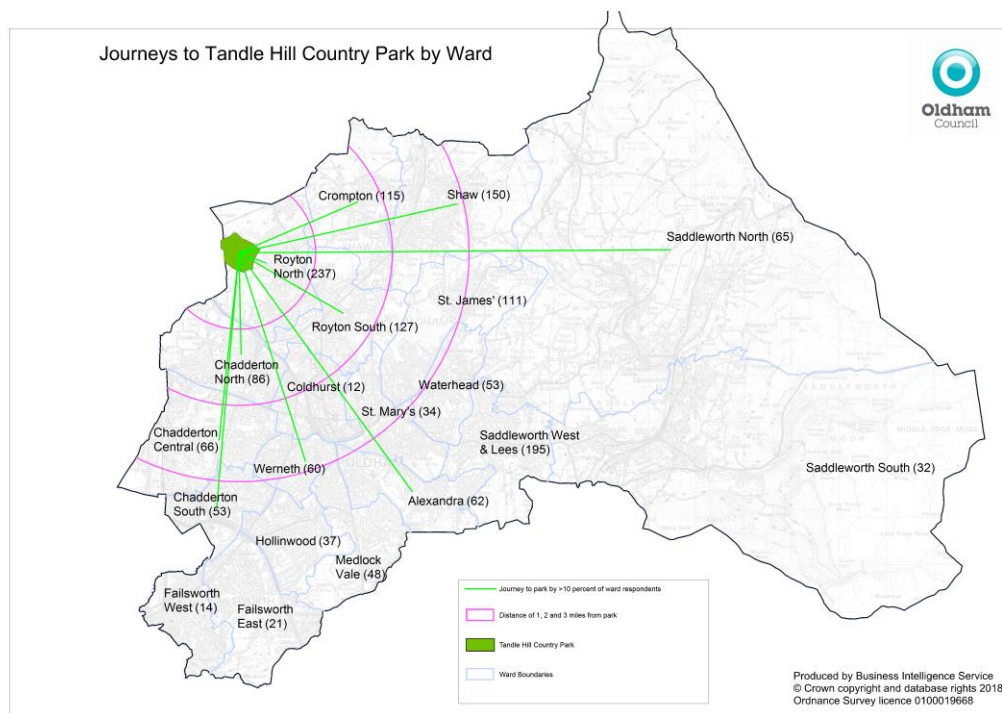 Journeys to Tandle Hill Country Park by Ward
Oldham
Council
Crompton (115)
Shaw (150)
Saddleworth North (65)
Royton
North (237)
St. James' (111)
Royton South (127)
Chadderton
North (86)
Coldhurst (12)
Waterhead (53)
St. Mary's (34)
Chadderton
Central (66)
Saddleworth West
& Lees (195)
Werneth (60)
Saddleworth South (32)
Chadderton
South (53)
Alexandra (62)
Hollinwood (37)
Medlock
Vale (48)
Failsworth
West (14)
Failsworth
East (21)
Journey to park by >10 percent of ward respondents
Distance of 1, 2 and 3 miles from park
Tandle Hill Country Park
Ward Boundaries
Produced by Business Intelligence Service
© Crown copyright and database rights 2018
Ordnance Survey licence 0100019668